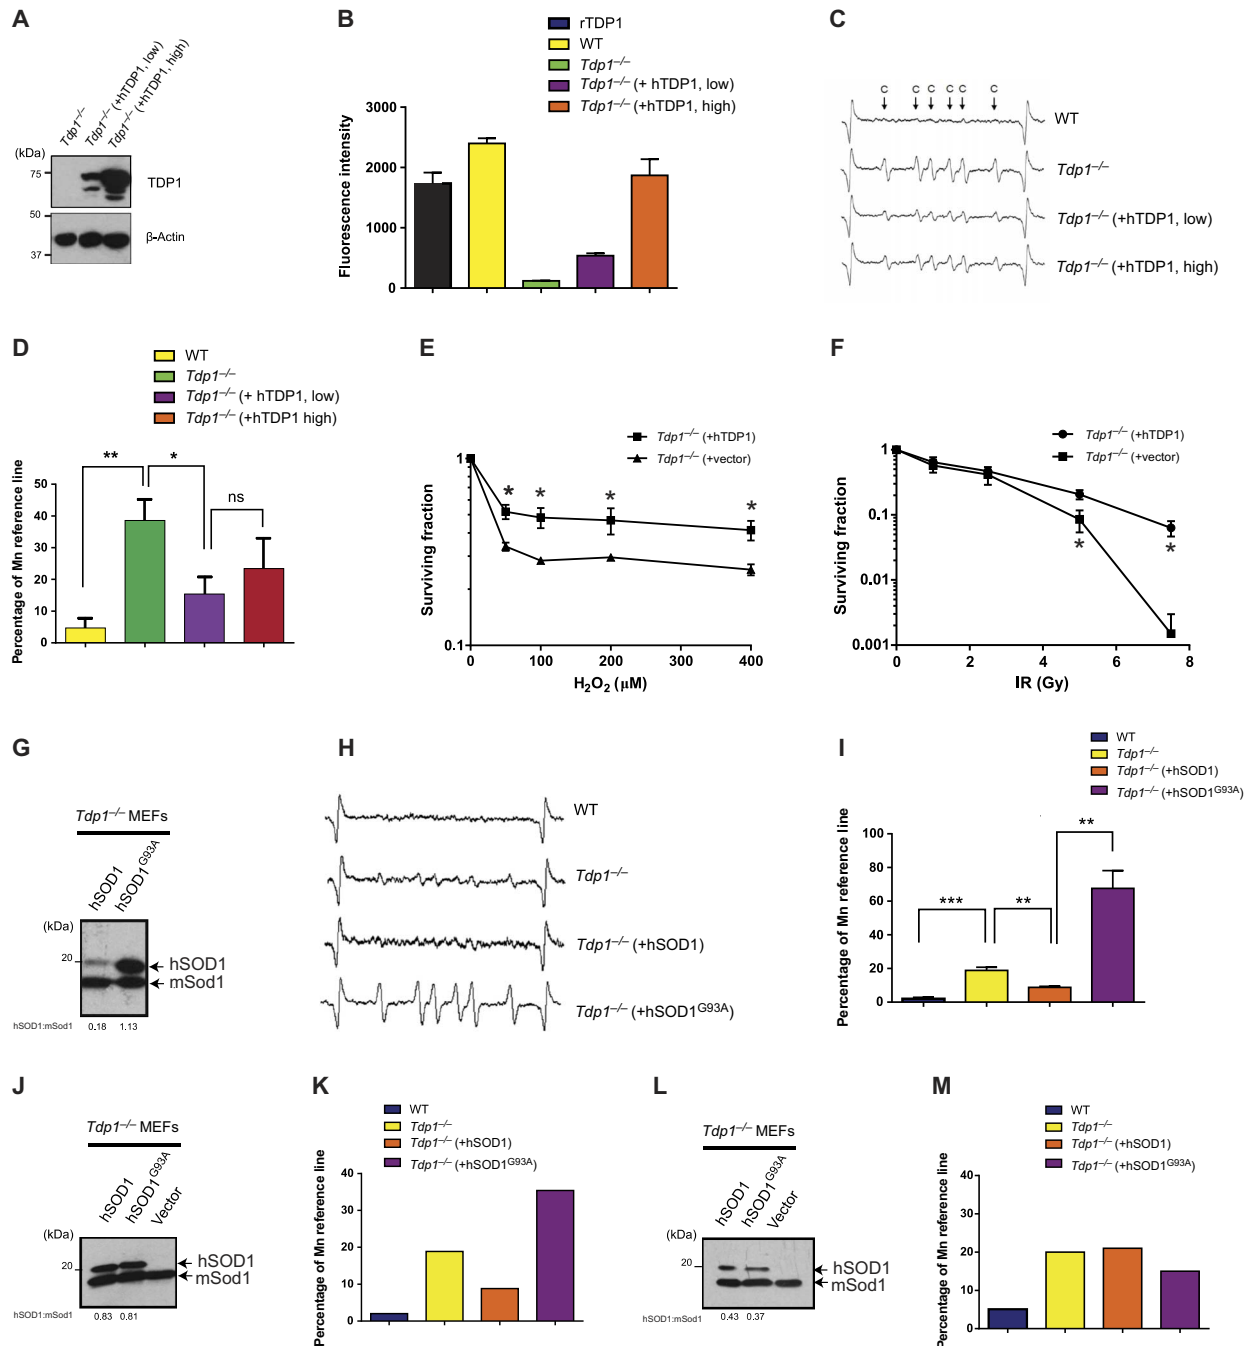 A
Tdp1–/–
Tdp1–/– (+hTDP1, low)
Tdp1–/– (+hTDP1, high)
(kDa)
75
TDP1
50
β-Actin
37
B
rTDP1
WT
Tdp1–/–
Tdp1–/– (+ hTDP1, low)
Tdp1–/– (+hTDP1, high)
Fluorescence intensity
3000
2000
1000
0
C
C C C C C C
WT
Tdp1–/–
Tdp1–/– (+hTDP1, low)
Tdp1–/– (+hTDP1, high)
D
WT
Tdp1–/–
Tdp1–/– (+ hTDP1, low)
Tdp1–/– (+hTDP1 high)
Percentage of Mn reference line
50
40
30
20
10
0
** * ns
E
Tdp1–/– (+hTDP1)
Tdp1–/– (+vector)
Surviving fraction
1
0.1
* * * *
0 100 200 300 400
H2O2 (μM)
F
Tdp1–/– (+hTDP1)
Tdp1–/– (+vector)
Surviving fraction
1
0.1
0.01
0.001
* *
0 2 4 6 8
IR (Gy)
G
Tdp1–/– MEFs
hSOD1
hSOD1G93A
(kDa)
20
hSOD1
mSod1
hSOD1:mSod1 0.18 1.13
H
WT
Tdp1–/–
Tdp1–/– (+hSOD1)
Tdp1–/– (+hSOD1G93A)
I
WT
Tdp1–/–
Tdp1–/– (+hSOD1)
Tdp1–/– (+hSOD1G93A)
Percentage of Mn reference line
100
80
60
40
20
0
*** ** **
J
Tdp1–/– MEFs
hSOD1
hSOD1G93A
Vector
(kDa)
20
hSOD1
mSod1
hSOD1:mSod1 0.83 0.81
K
WT
Tdp1–/–
Tdp1–/– (+hSOD1)
Tdp1–/– (+hSOD1G93A)
Percentage of Mn reference line
40
30
20
10
0
L
Tdp1–/– MEFs
hSOD1
hSOD1G93A
Vector
(kDa)
20
hSOD1
mSod1
hSOD1:mSod1 0.43 0.37
M
WT
Tdp1–/–
Tdp1–/– (+hSOD1)
Tdp1–/– (+hSOD1G93A)
Percentage of Mn reference line
40
30
20
10
0